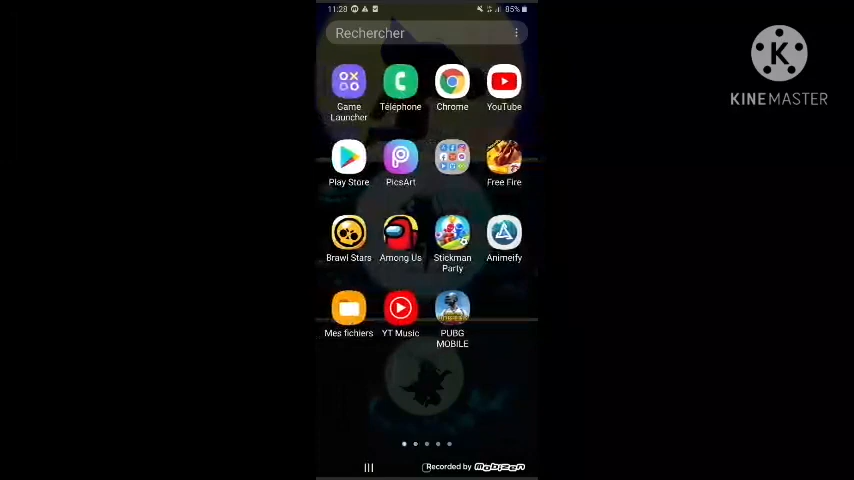 11:28
85%
Rechercher
Game Launcher
Téléphone
Chrome
YouTube
Play Store
PicsArt
Free Fire
Brawl Stars
Among Us
Stickman Party
Animeify
Mes fichiers
YT Music
PUBG MOBILE
Recorded by Mobizen
K
KINEMASTER